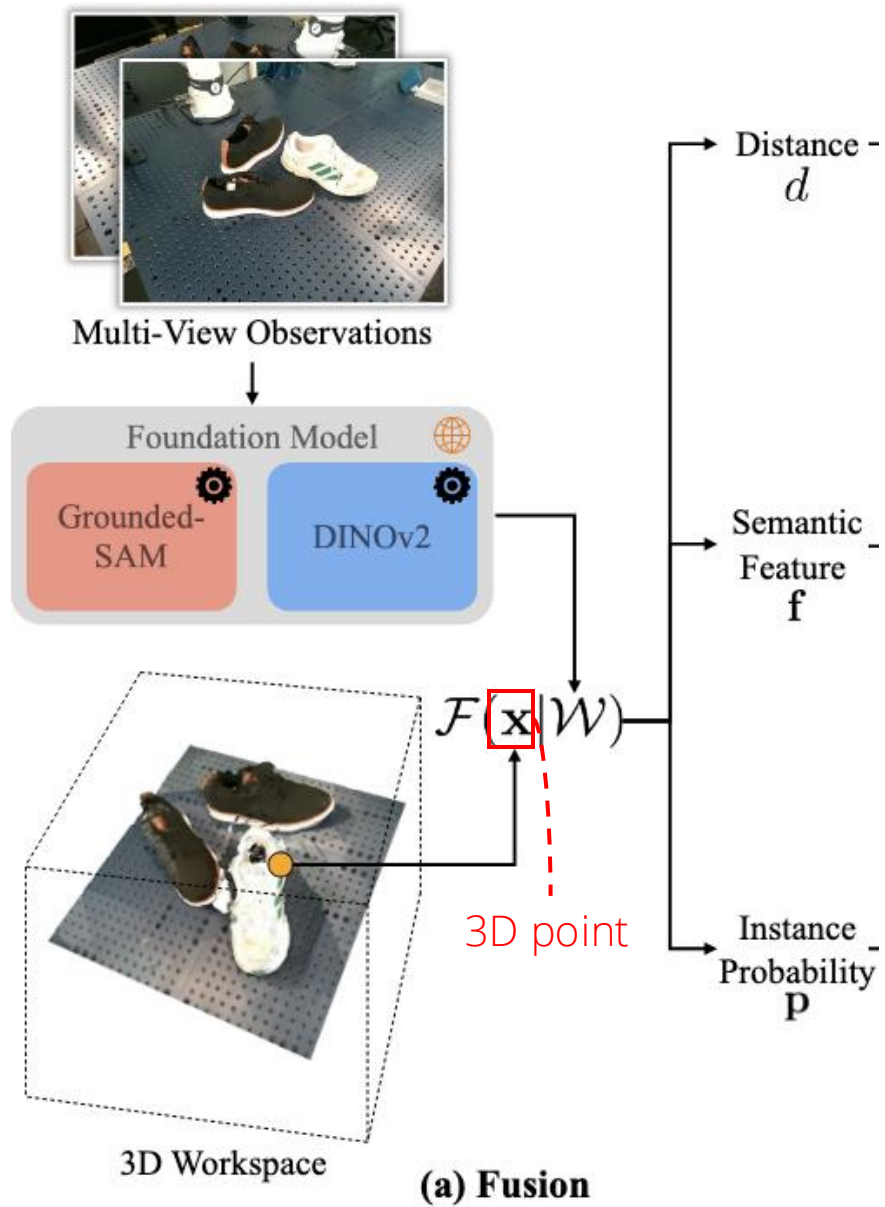 Multi-View Observations
Foundation Model
Grounded-
SAM
DINOv2
Distance
d
Semantic
Feature
f
ℱ(x|𝒲)
3D point
Instance
Probability
p
3D Workspace
(a) Fusion